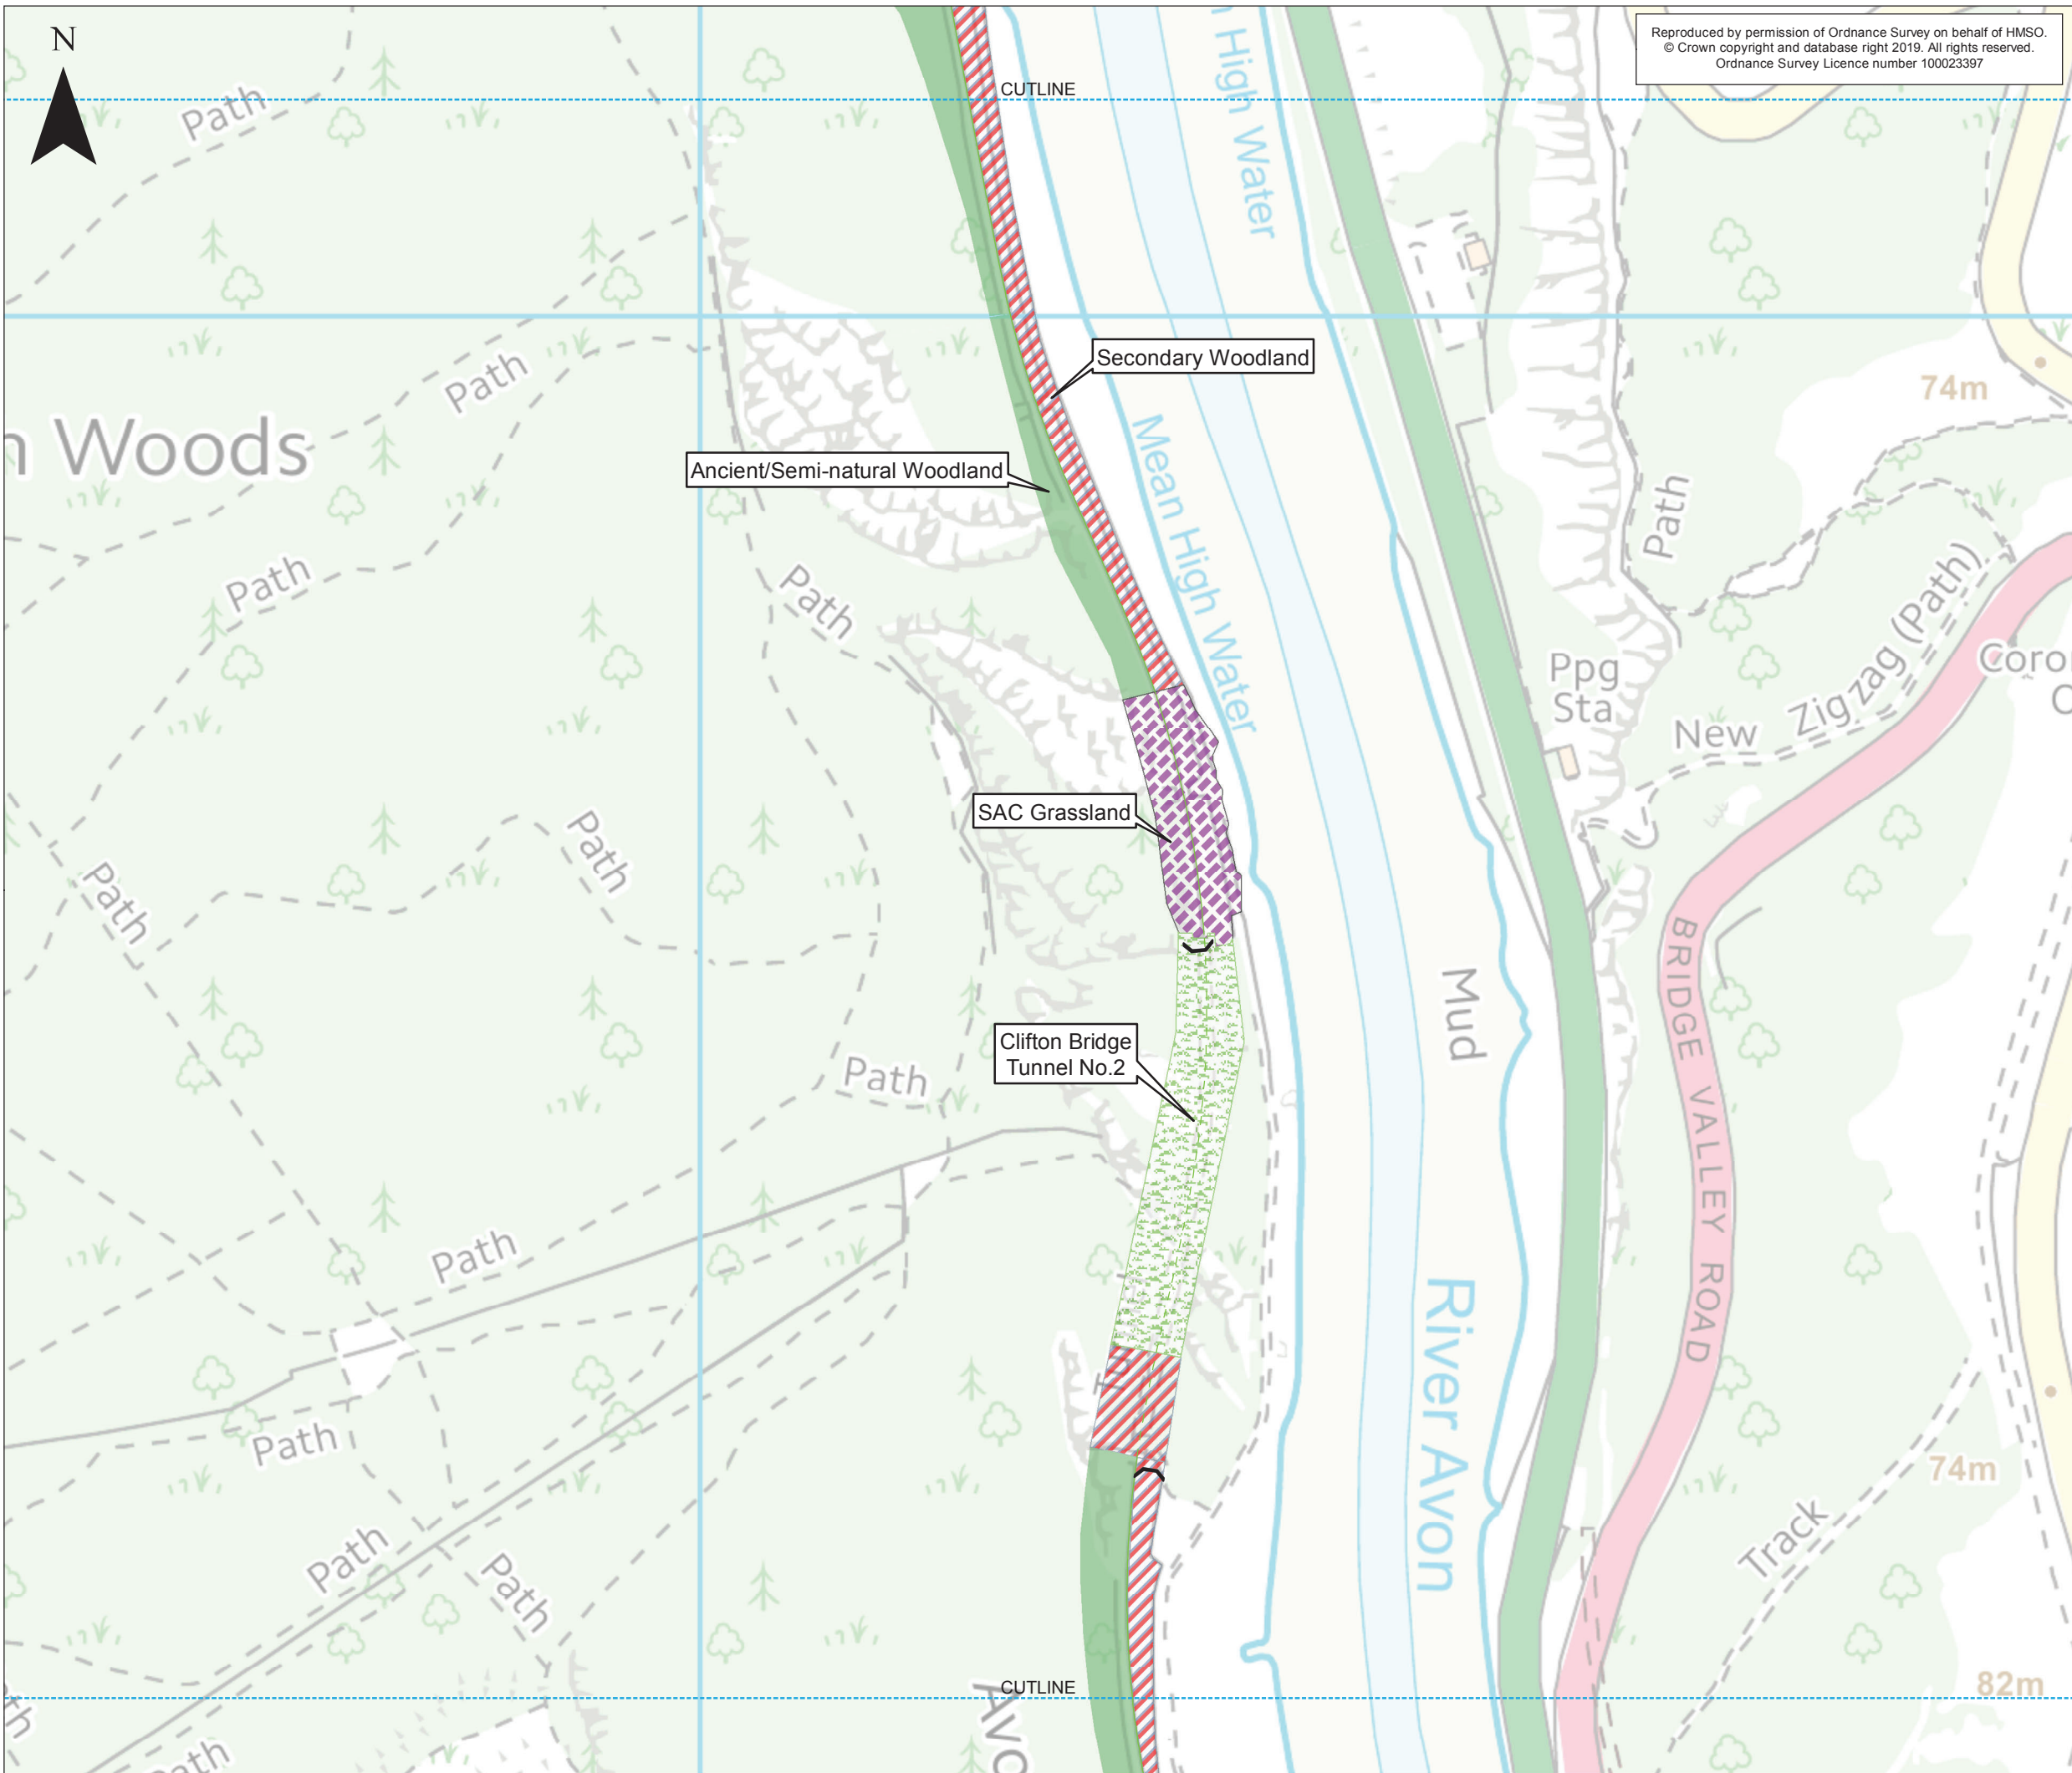 N
Reproduced by permission of Ordnance Survey on behalf of HMSO.
© Crown copyright and database right 2019. All rights reserved.
Ordnance Survey Licence number 100023397
CUTLINE
Path
High Water
Secondary Woodland
Path
74m
Woods
Ancient/Semi-natural Woodland
Mean High Water
Path
Path
Path
Ppg
Sta
New Zigzag (Path)
SAC Grassland
Path
Path
BRIDGE VALLEY ROAD
Mud
Clifton Bridge
Tunnel No.2
Path
Path
River Avon
Path
74m
Track
Path
Path
CUTLINE
82m
Path